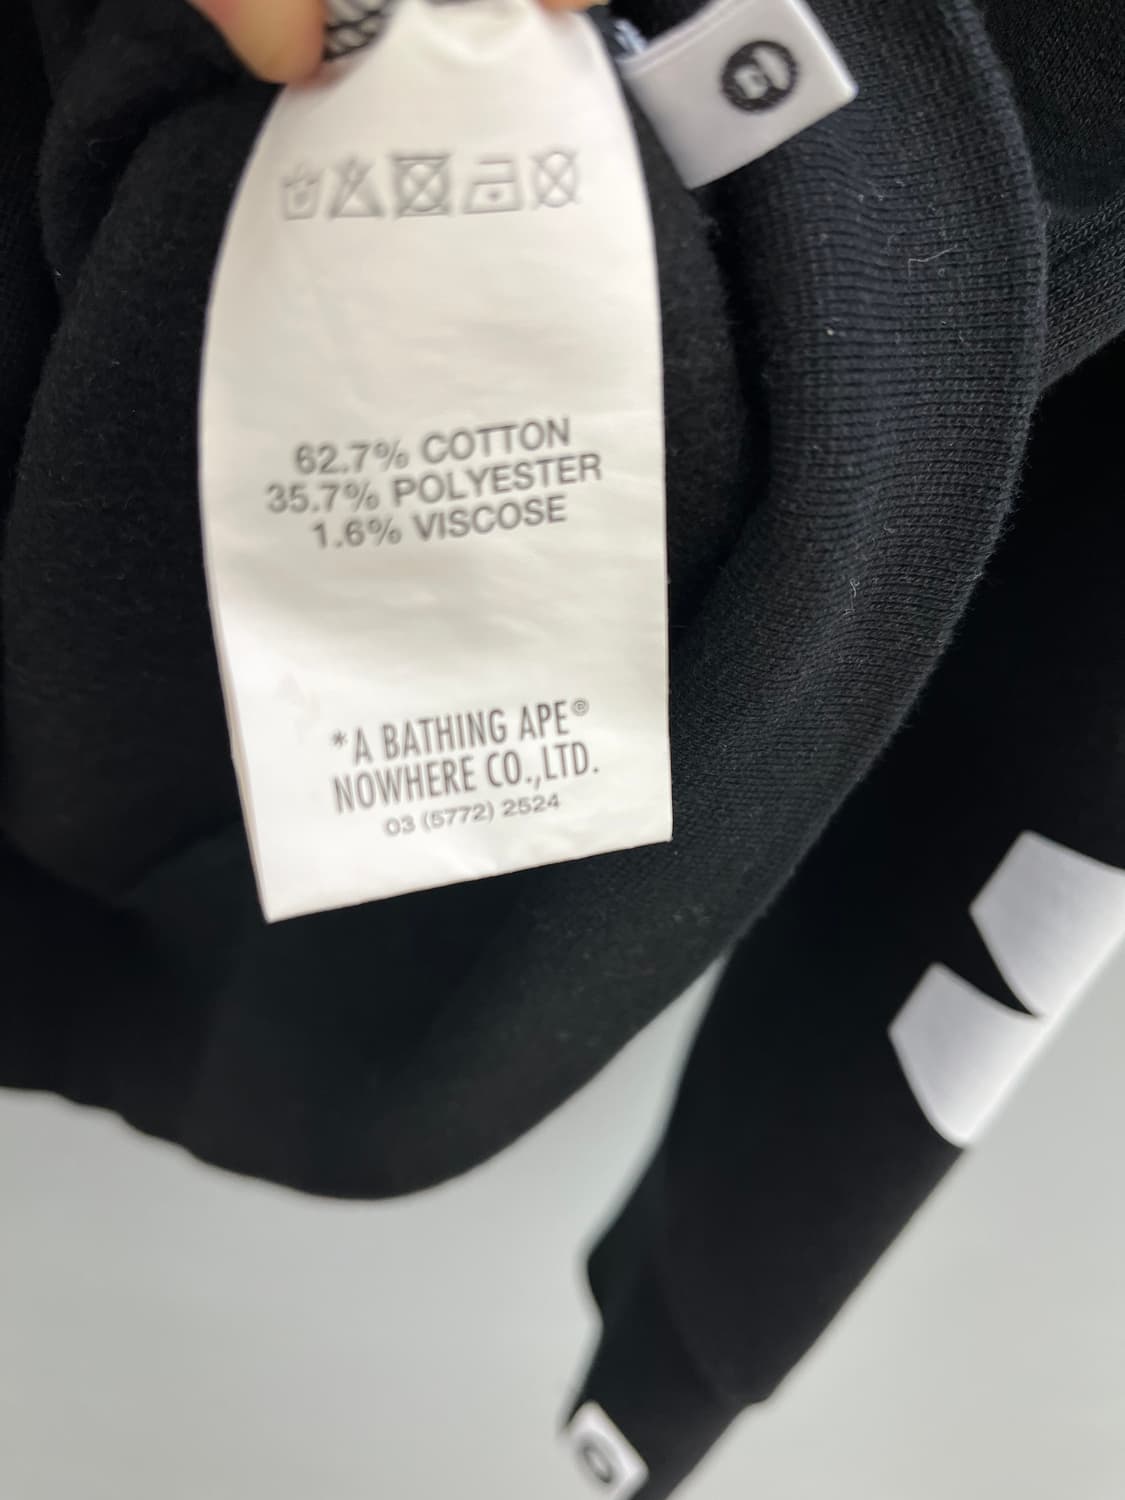 62.7% COTTON
35.7% POLYESTER
1.6% VISCOSE
*A BATHING APE®
NOWHERE CO.,LTD.
03 (5772) 2524